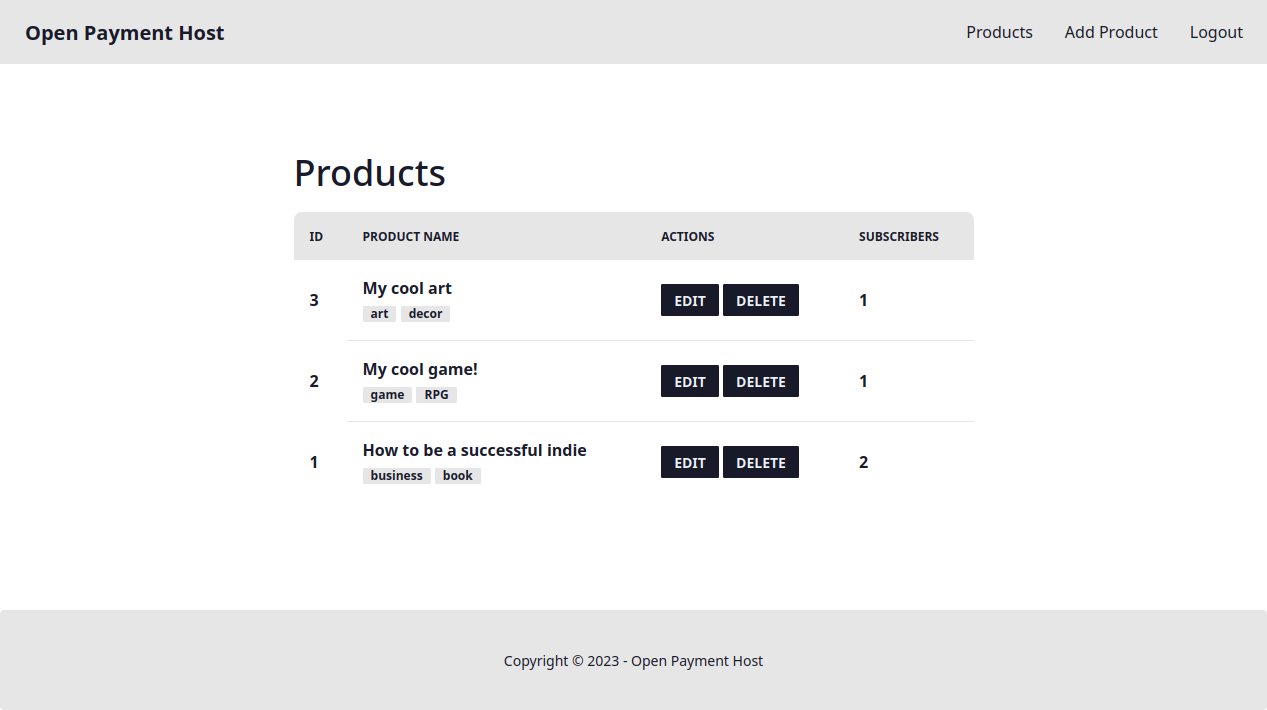 Open Payment Host Products Add Product Logout
Products
ID PRODUCT NAME ACTIONS SUBSCRIBERS
3 My cool art EDIT DELETE 1
art decor
2 My cool game! EDIT DELETE 1
game RPG
1 How to be a successful indie EDIT DELETE 2
business book
Copyright © 2023 - Open Payment Host